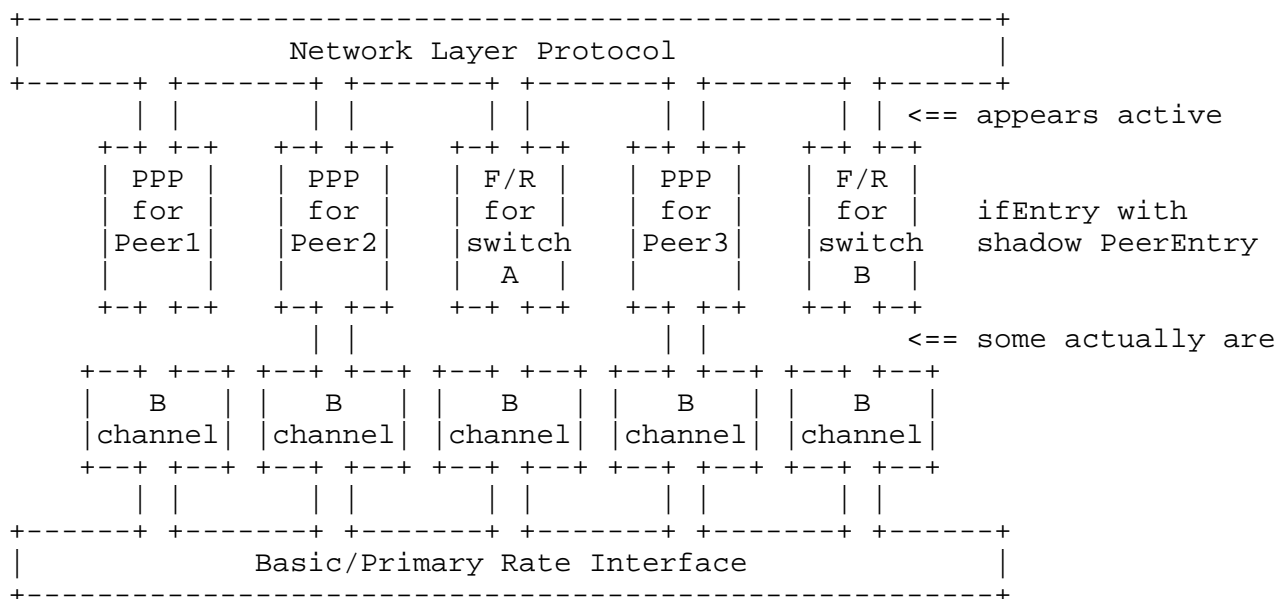 Network Layer Protocol
<== appears active
PPP PPP F/R PPP F/R
for for for for for ifEntry with
Peer1 Peer2 switch Peer3 switch shadow PeerEntry
A B
<== some actually are
B B B B B
channel channel channel channel channel
Basic/Primary Rate Interface